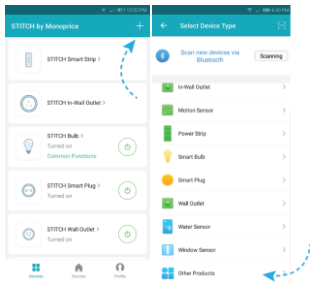 12:22 PM
STITCH by Monoprice +
STITCH Smart Strip >
STITCH In-Wall Outlet >
STITCH Bulb >
Turned on
Common Functions
STITCH Smart Plug >
Turned on
STITCH Wall Outlet >
Turned on
Devices Scenes Profile
Select Device Type
Scan new devices via
Bluetooth
Scanning
In-Wall Outlet
Motion Sensor
Power Strip
Smart Bulb
Smart Plug
Wall Outlet
Water Sensor
Window Sensor
Other Products